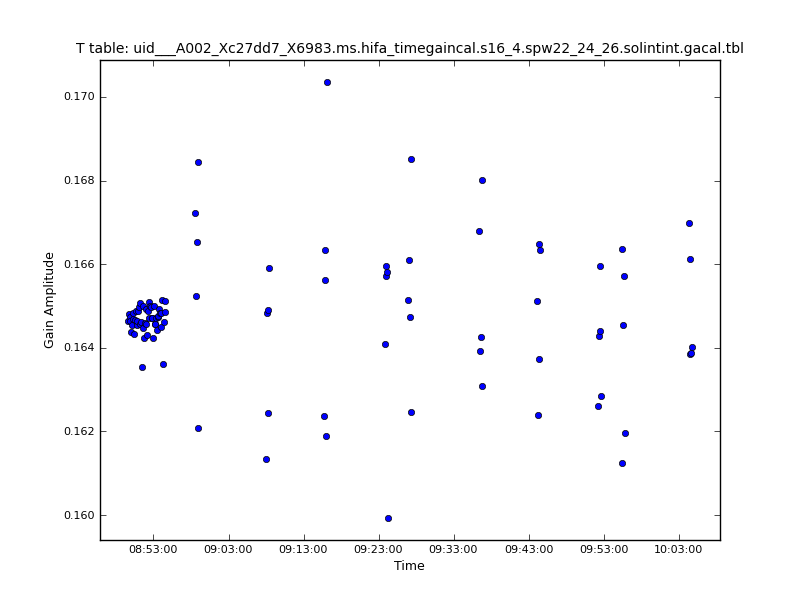 T table: uid___A002_Xc27dd7_X6983.ms.hifa_timegaincal.s16_4.spw22_24_26.solintint.gacal.tbl
0.170
0.168
0.166
0.164
0.162
0.160
Gain Amplitude
08:53:00 09:03:00 09:13:00 09:23:00 09:33:00 09:43:00 09:53:00 10:03:00
Time